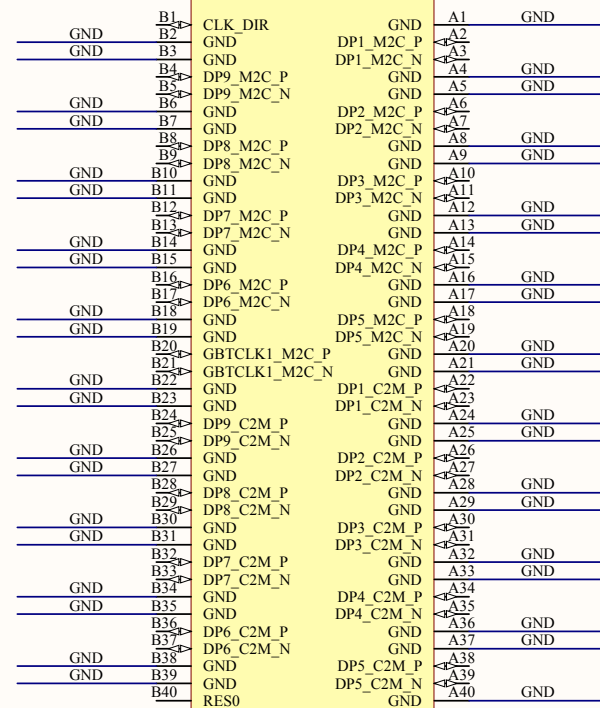 B1 CLK_DIR GND A1 GND
GND B2 GND DP1_M2C_P A2
GND B3 GND DP1_M2C_N A3
B4 DP9_M2C_P GND A4 GND
B5 DP9_M2C_N GND A5 GND
GND B6 GND DP2_M2C_P A6
GND B7 GND DP2_M2C_N A7
B8 DP8_M2C_P GND A8 GND
B9 DP8_M2C_N GND A9 GND
GND B10 GND DP3_M2C_P A10
GND B11 GND DP3_M2C_N A11
B12 DP7_M2C_P GND A12 GND
B13 DP7_M2C_N GND A13 GND
GND B14 GND DP4_M2C_P A14
GND B15 GND DP4_M2C_N A15
B16 DP6_M2C_P GND A16 GND
B17 DP6_M2C_N GND A17 GND
GND B18 GND DP5_M2C_P A18
GND B19 GND DP5_M2C_N A19
B20 GBTCLK1_M2C_P GND A20 GND
B21 GBTCLK1_M2C_N GND A21 GND
GND B22 GND DP1_C2M_P A22
GND B23 GND DP1_C2M_N A23
B24 DP9_C2M_P GND A24 GND
B25 DP9_C2M_N GND A25 GND
GND B26 GND DP2_C2M_P A26
GND B27 GND DP2_C2M_N A27
B28 DP8_C2M_P GND A28 GND
B29 DP8_C2M_N GND A29 GND
GND B30 GND DP3_C2M_P A30
GND B31 GND DP3_C2M_N A31
B32 DP7_C2M_P GND A32 GND
B33 DP7_C2M_N GND A33 GND
GND B34 GND DP4_C2M_P A34
GND B35 GND DP4_C2M_N A35
B36 DP6_C2M_P GND A36 GND
B37 DP6_C2M_N GND A37 GND
GND B38 GND DP5_C2M_P A38
GND B39 GND DP5_C2M_N A39
B40 RES0 GND A40 GND